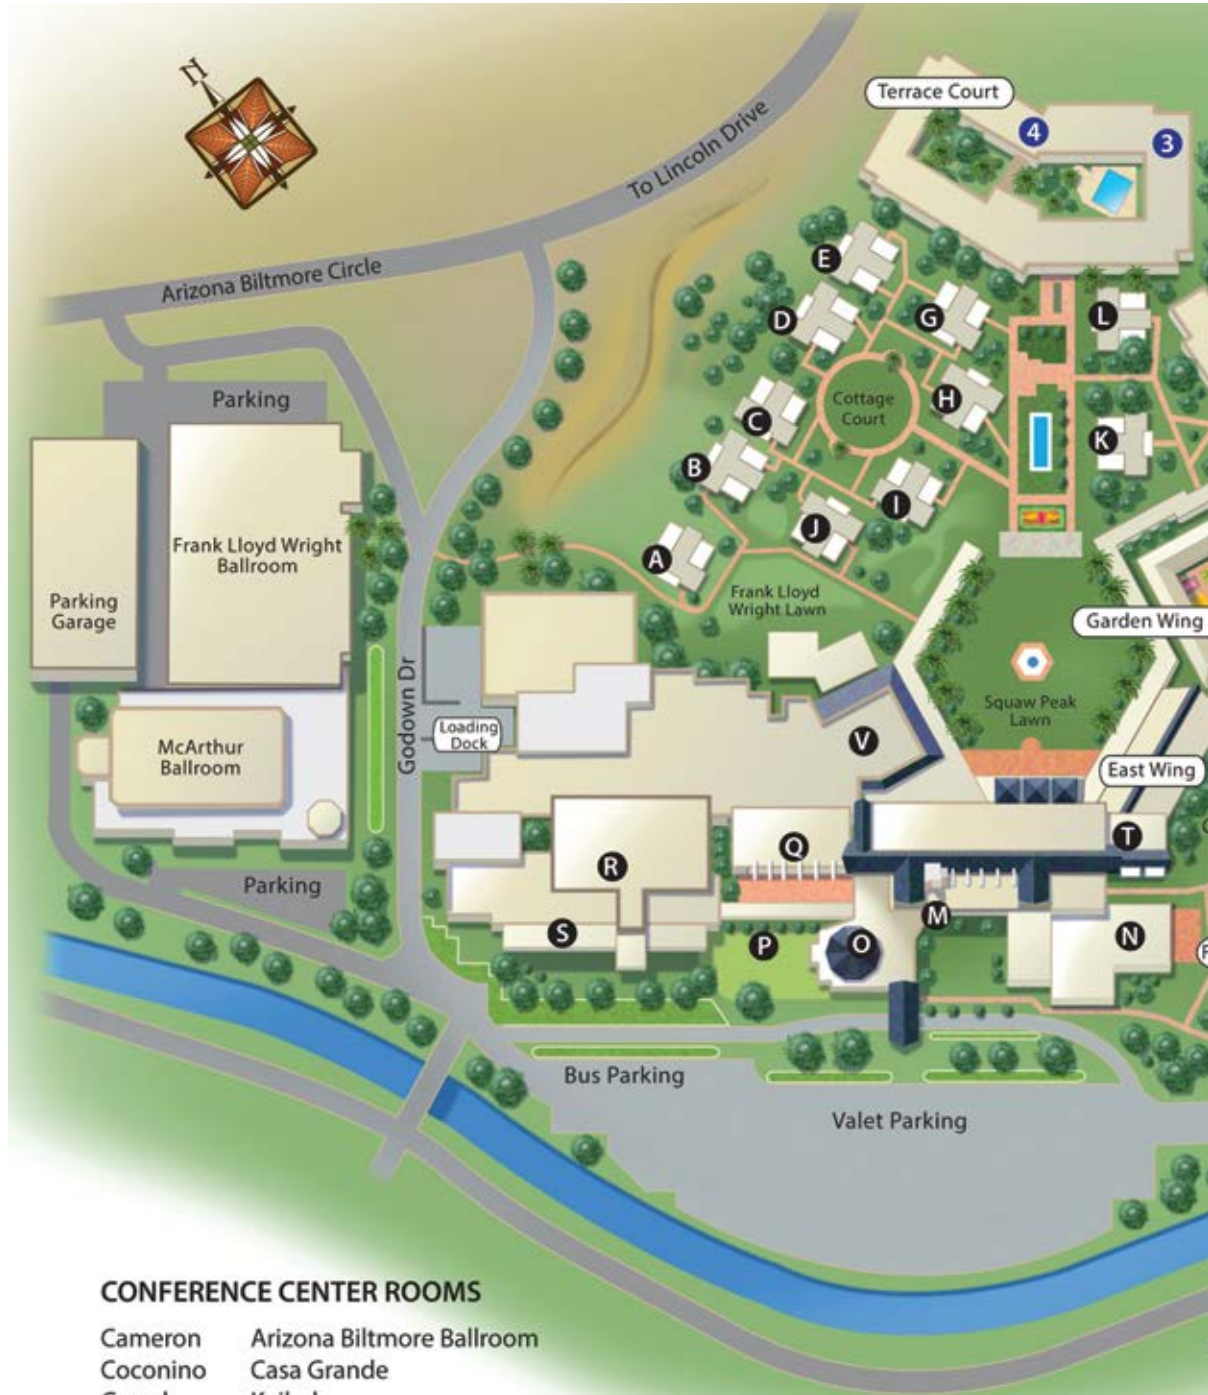 N
Terrace Court
4
3
To Lincoln Drive
Arizona Biltmore Circle
E
D
G
L
Parking
C
Cottage
Court
H
K
B
I
J
A
Frank Lloyd Wright
Ballroom
Parking
Garage
Frank Lloyd
Wright Lawn
Garden Wing
Godown Dr
Loading
Dock
Squaw Peak
Lawn
McArthur
Ballroom
V
East Wing
T
Q
R
Parking
M
S
P
O
N
Bus Parking
Valet Parking
CONFERENCE CENTER ROOMS
Cameron Arizona Biltmore Ballroom
Coconino Casa Grande